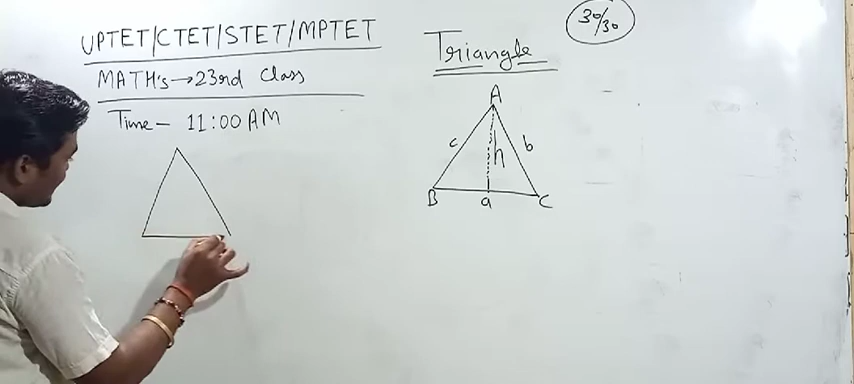 UPTET/CTET/STET/MPTET
MATH's→23rd Class
Time- 11:00 AM
Triangle
30/30
A
c
h
b
B
a
C